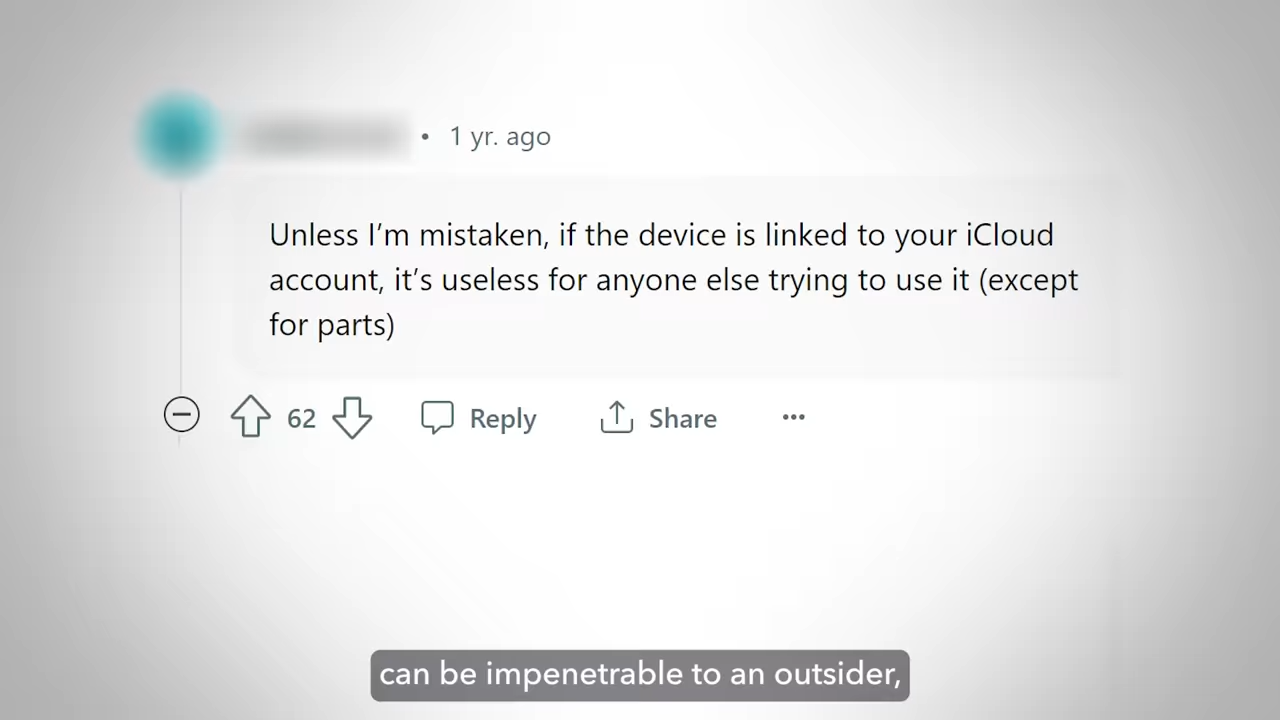 • 1 yr. ago
Unless I’m mistaken, if the device is linked to your iCloud
account, it’s useless for anyone else trying to use it (except
for parts)
62 Reply Share •••
can be impenetrable to an outsider,